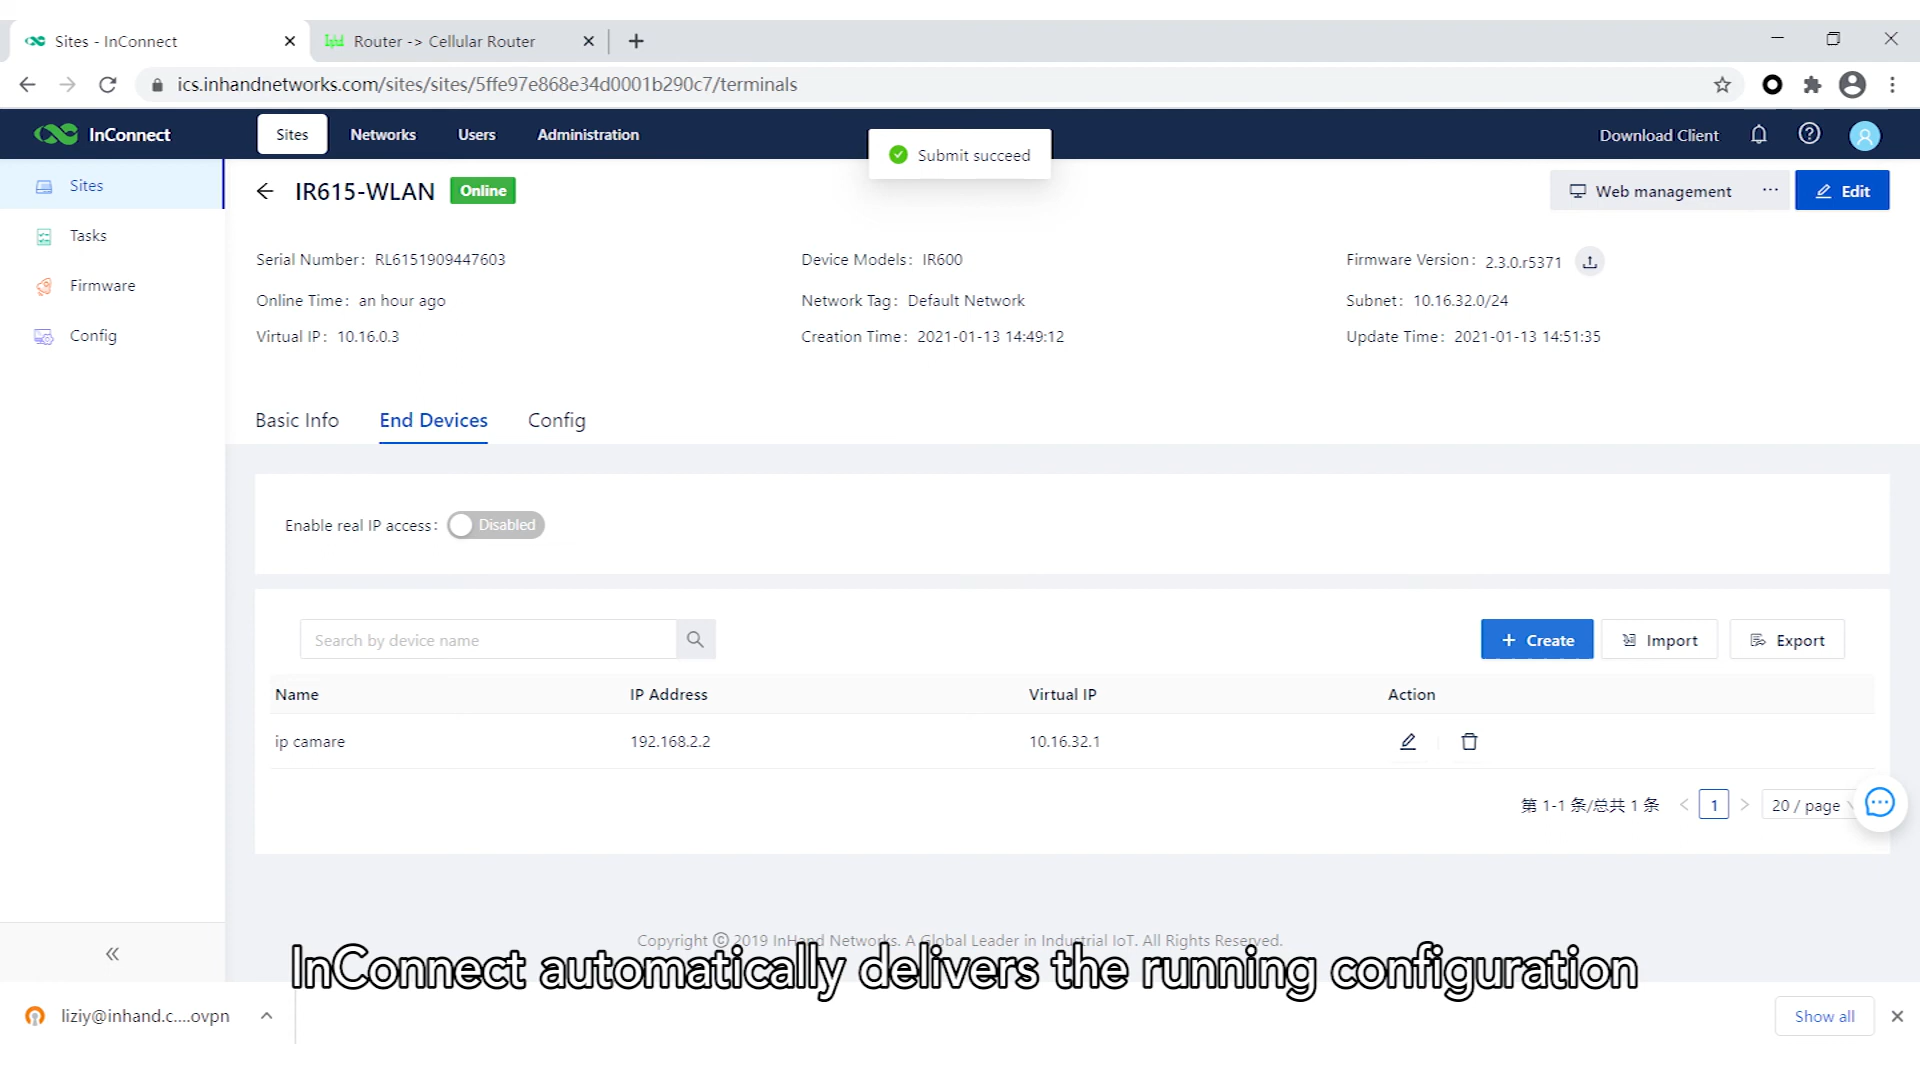 Sites - InConnect
Router -> Cellular Router
ics.inhandnetworks.com/sites/sites/5ffe97e868e34d0001b290c7/terminals
InConnect
Sites
Networks
Users
Administration
Submit succeed
Download Client
Sites
Tasks
Firmware
Config
IR615-WLAN
Online
Web management
Edit
Serial Number: RL6151909447603
Device Models: IR600
Firmware Version: 2.3.0.r5371
Online Time: an hour ago
Network Tag: Default Network
Subnet: 10.16.32.0/24
Virtual IP: 10.16.0.3
Creation Time: 2021-01-13 14:49:12
Update Time: 2021-01-13 14:51:35
Basic Info
End Devices
Config
Enable real IP access:
Disabled
Search by device name
+ Create
Import
Export
Name
IP Address
Virtual IP
Action
ip camare
192.168.2.2
10.16.32.1
第 1-1 条/总共 1 条
1
20 / page
Copyright ⓒ 2019 InHand Networks. A Global Leader in Industrial IoT. All Rights Reserved.
InConnect automatically delivers the running configuration
liziy@inhand.c....ovpn
Show all